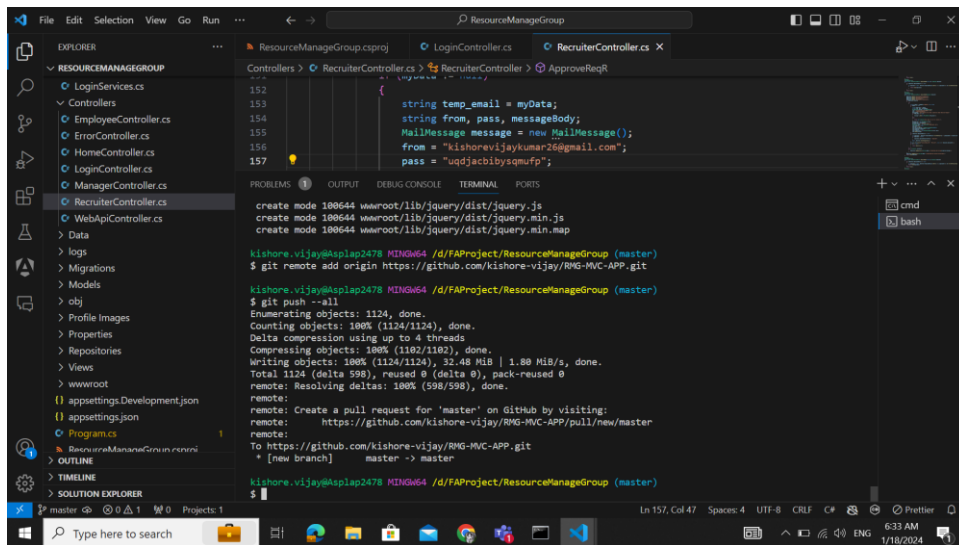 File Edit Selection View Go Run ··· ResourceManageGroup
EXPLORER ···
RESOURCEMANAGEGROUP
LoginServices.cs
Controllers
EmployeeController.cs
ErrorController.cs
HomeController.cs
LoginController.cs
ManagerController.cs
RecruiterController.cs
WebApiController.cs
Data
logs
Migrations
Models
obj
Profile Images
Properties
Repositories
Views
wwwroot
appsettings.Development.json
appsettings.json
Program.cs 1
ResourceManageGroup.csproj
OUTLINE
TIMELINE
SOLUTION EXPLORER
ResourceManageGroup.csproj LoginController.cs RecruiterController.cs
Controllers > RecruiterController.cs > RecruiterController > ApproveReqR
152 {
153 string temp_email = myData;
154 string from, pass, messageBody;
155 MailMessage message = new MailMessage();
156 from = "kishorevijaykumar26@gmail.com";
157 pass = "uqdjacbibysqmufp";
PROBLEMS 1 OUTPUT DEBUG CONSOLE TERMINAL PORTS
cmd
bash
create mode 100644 wwwroot/lib/jquery/dist/jquery.js
create mode 100644 wwwroot/lib/jquery/dist/jquery.min.js
create mode 100644 wwwroot/lib/jquery/dist/jquery.min.map
kishore.vijay@Asplap2478 MINGW64 /d/FAProject/ResourceManageGroup (master)
$ git remote add origin https://github.com/kishore-vijay/RMG-MVC-APP.git
kishore.vijay@Asplap2478 MINGW64 /d/FAProject/ResourceManageGroup (master)
$ git push --all
Enumerating objects: 1124, done.
Counting objects: 100% (1124/1124), done.
Delta compression using up to 4 threads
Compressing objects: 100% (1102/1102), done.
Writing objects: 100% (1124/1124), 32.48 MiB | 1.80 MiB/s, done.
Total 1124 (delta 598), reused 0 (delta 0), pack-reused 0
remote: Resolving deltas: 100% (598/598), done.
remote:
remote: Create a pull request for 'master' on GitHub by visiting:
remote: https://github.com/kishore-vijay/RMG-MVC-APP/pull/new/master
remote:
To https://github.com/kishore-vijay/RMG-MVC-APP.git
* [new branch] master -> master
kishore.vijay@Asplap2478 MINGW64 /d/FAProject/ResourceManageGroup (master)
$
master 0 1 0 Projects: 1 Ln 157, Col 47 Spaces: 4 UTF-8 CRLF C# Prettier
Type here to search ENG 6:33 AM
1/18/2024